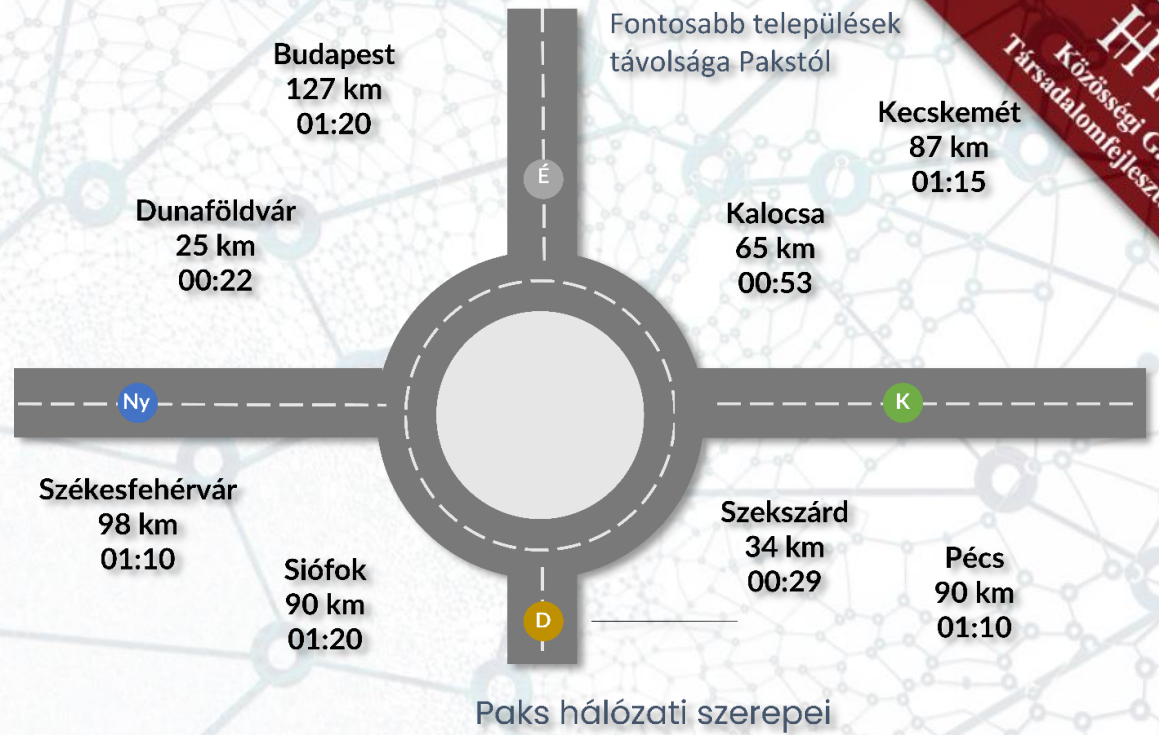 Fontosabb települések
távolsága Pakstól
Budapest
127 km
01:20
Kecskemét
87 km
01:15
Dunaföldvár
25 km
00:22
É
Kalocsa
65 km
00:53
Ny
K
Székesfehérvár
98 km
01:10
Siófok
90 km
01:20
D
Szekszárd
34 km
00:29
Pécs
90 km
01:10
Paks hálózati szerepei
Közösségi